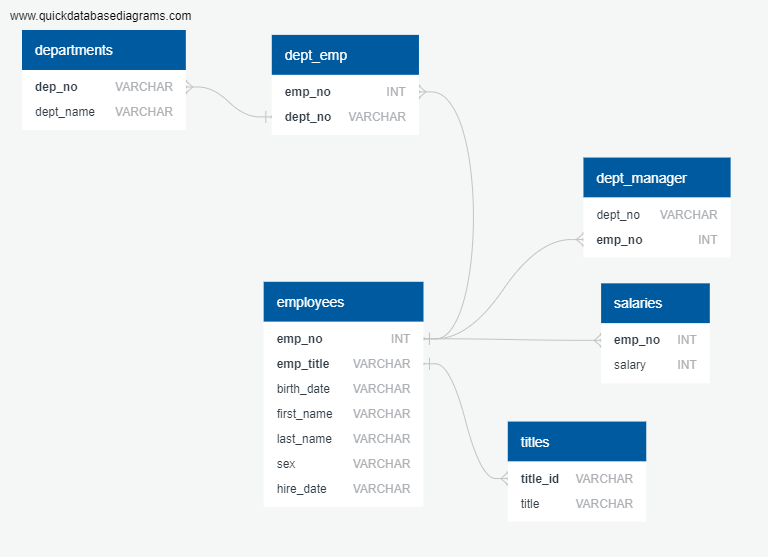 www.quickdatabasediagrams.com
departments
dep_no VARCHAR
dept_name VARCHAR
dept_emp
emp_no INT
dept_no VARCHAR
dept_manager
dept_no VARCHAR
emp_no INT
employees
emp_no INT
emp_title VARCHAR
birth_date VARCHAR
first_name VARCHAR
last_name VARCHAR
sex VARCHAR
hire_date VARCHAR
salaries
emp_no INT
salary INT
titles
title_id VARCHAR
title VARCHAR